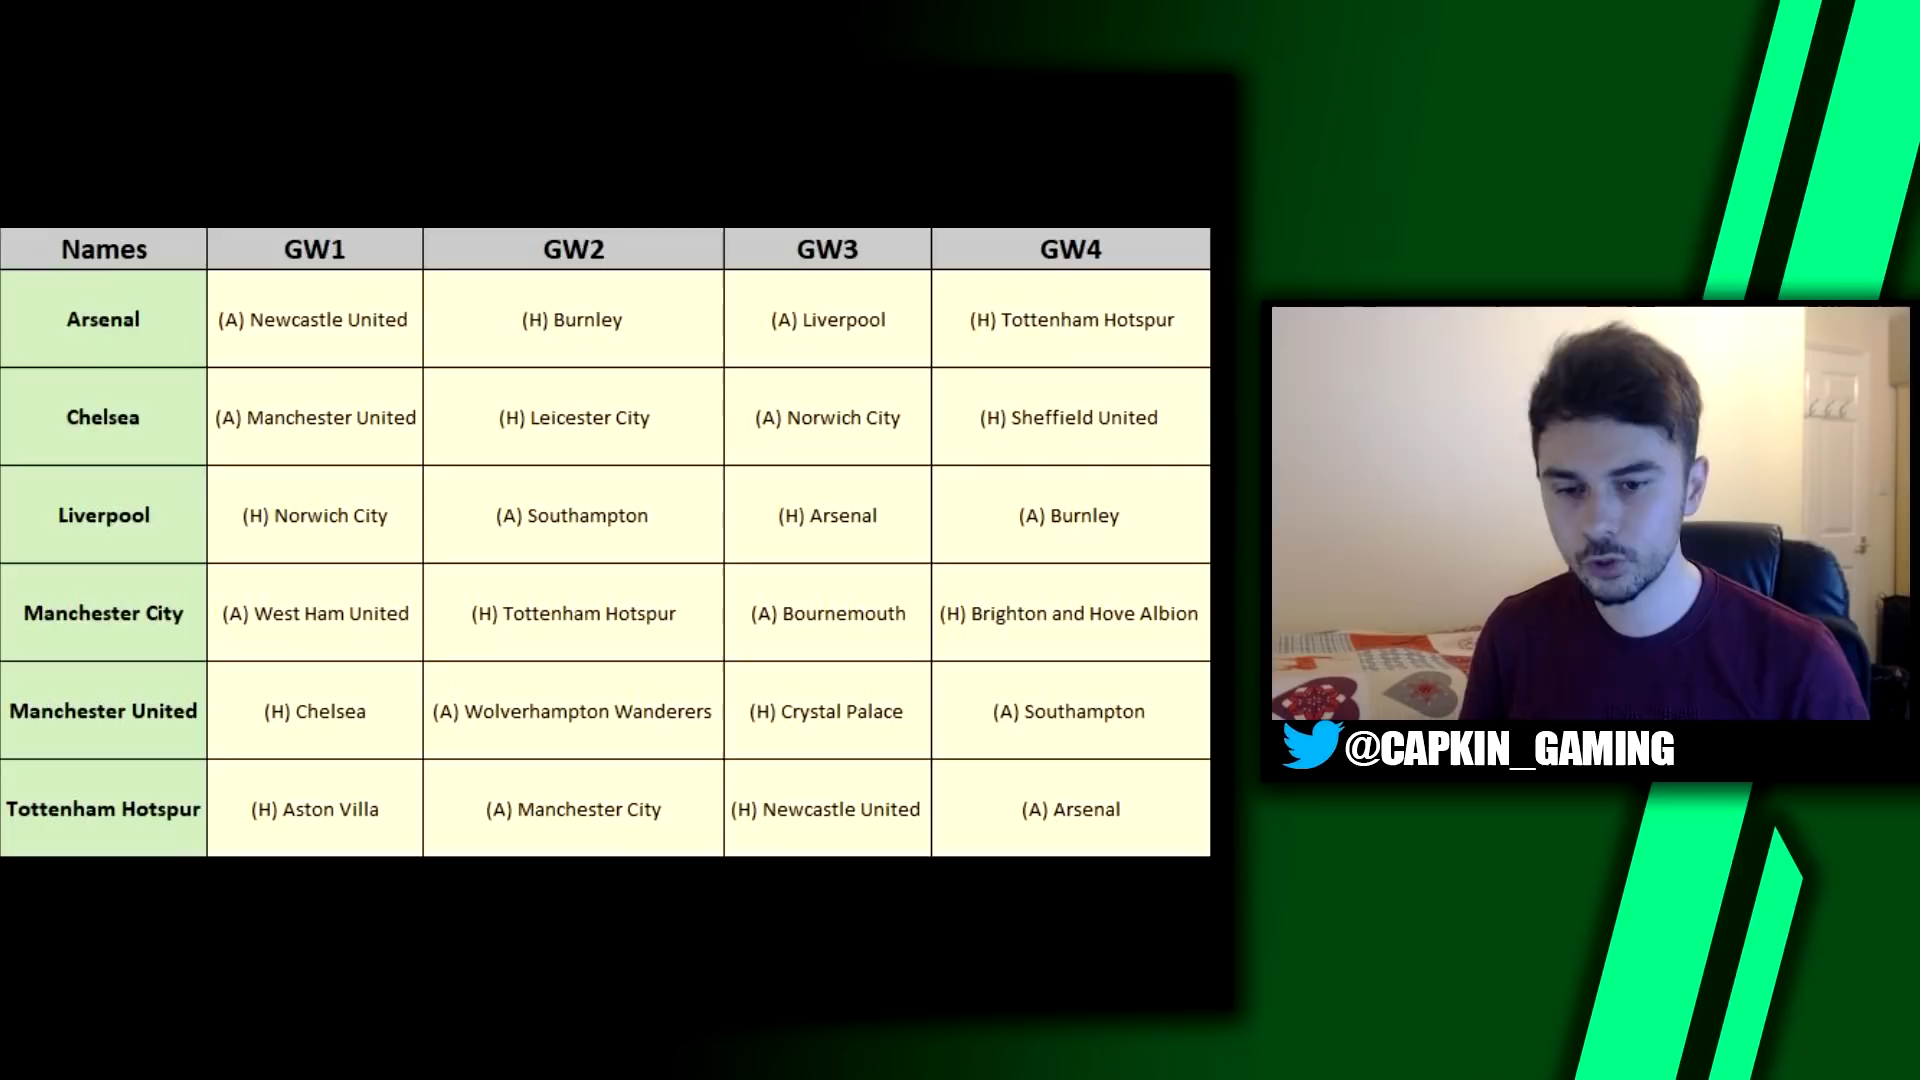 Names GW1 GW2 GW3 GW4
Arsenal (A) Newcastle United (H) Burnley (A) Liverpool (H) Tottenham Hotspur
Chelsea (A) Manchester United (H) Leicester City (A) Norwich City (H) Sheffield United
Liverpool (H) Norwich City (A) Southampton (H) Arsenal (A) Burnley
Manchester City (A) West Ham United (H) Tottenham Hotspur (A) Bournemouth (H) Brighton and Hove Albion
Manchester United (H) Chelsea (A) Wolverhampton Wanderers (H) Crystal Palace (A) Southampton
Tottenham Hotspur (H) Aston Villa (A) Manchester City (H) Newcastle United (A) Arsenal
@CAPKIN_GAMING